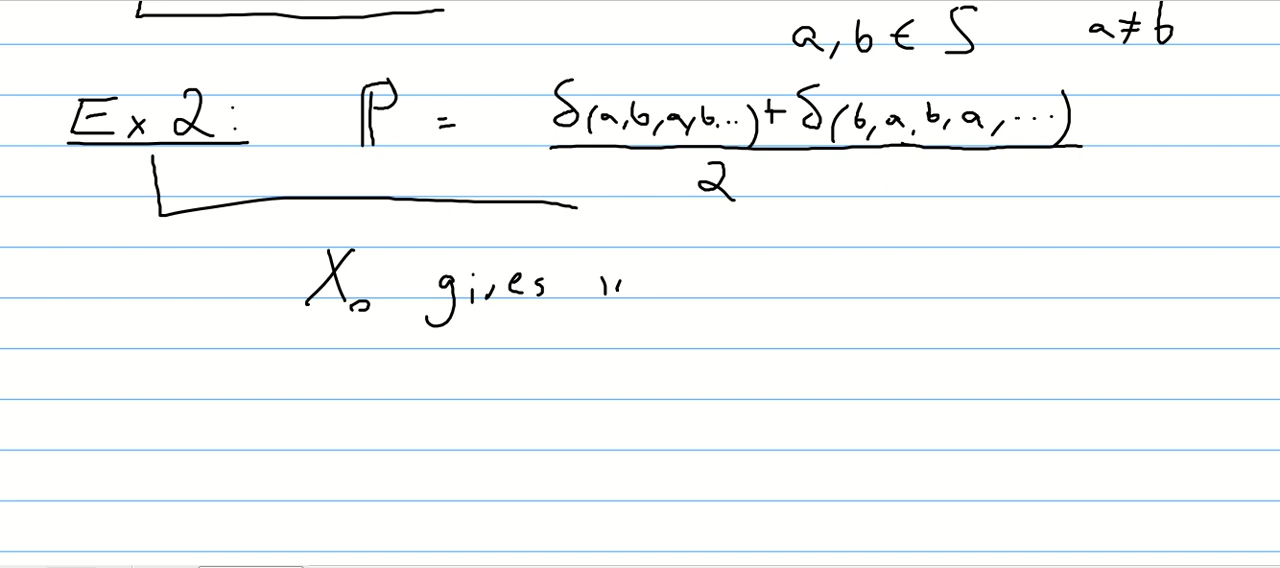 a, b ∈ S a ≠ b
Ex 2: ℙ = δ(a,b,a,b...) + δ(b,a,b,a,...)
2
X₀ gives